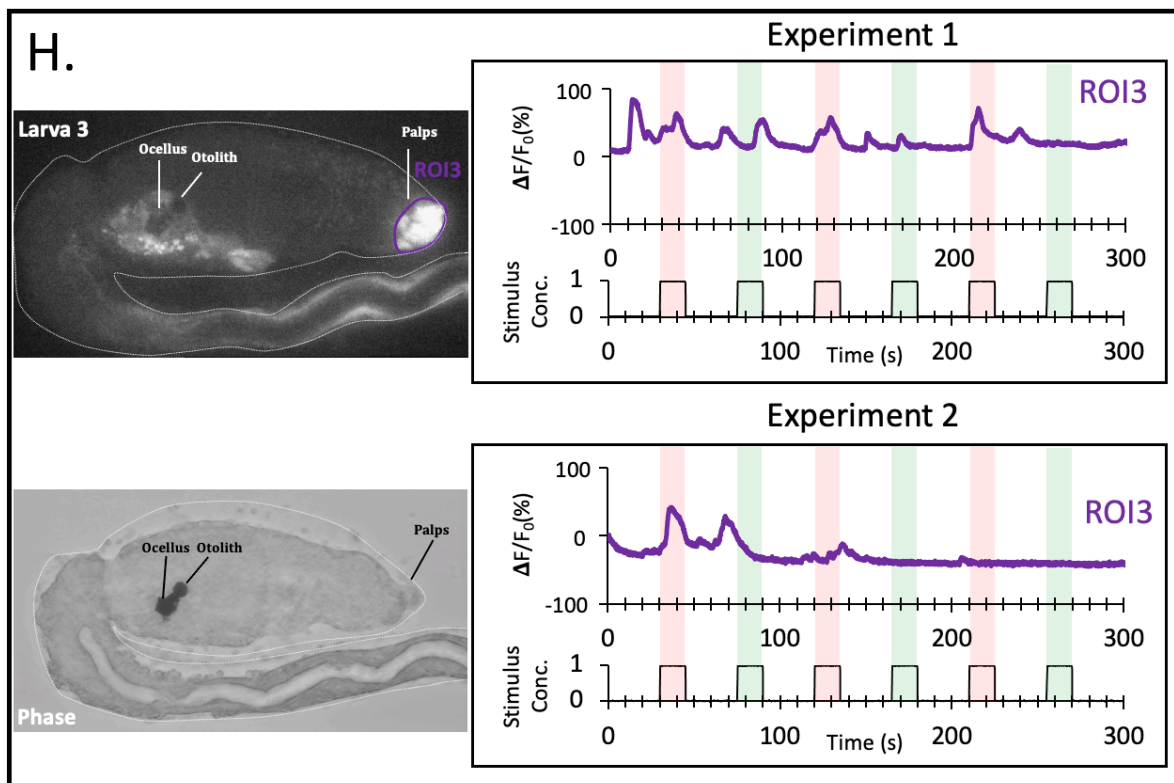 H.
Larva 3
Ocellus
Otolith
Palps
ROI3
Experiment 1
ROI3
ΔF/F₀(%)
100
0
-100
0 100 200 300
Stimulus
Conc.
1
0
0 100 200 300
Time (s)
Phase
Ocellus Otolith
Palps
Experiment 2
ROI3
ΔF/F₀(%)
100
0
-100
0 100 200 300
Stimulus
Conc.
1
0
0 100 200 300
Time (s)